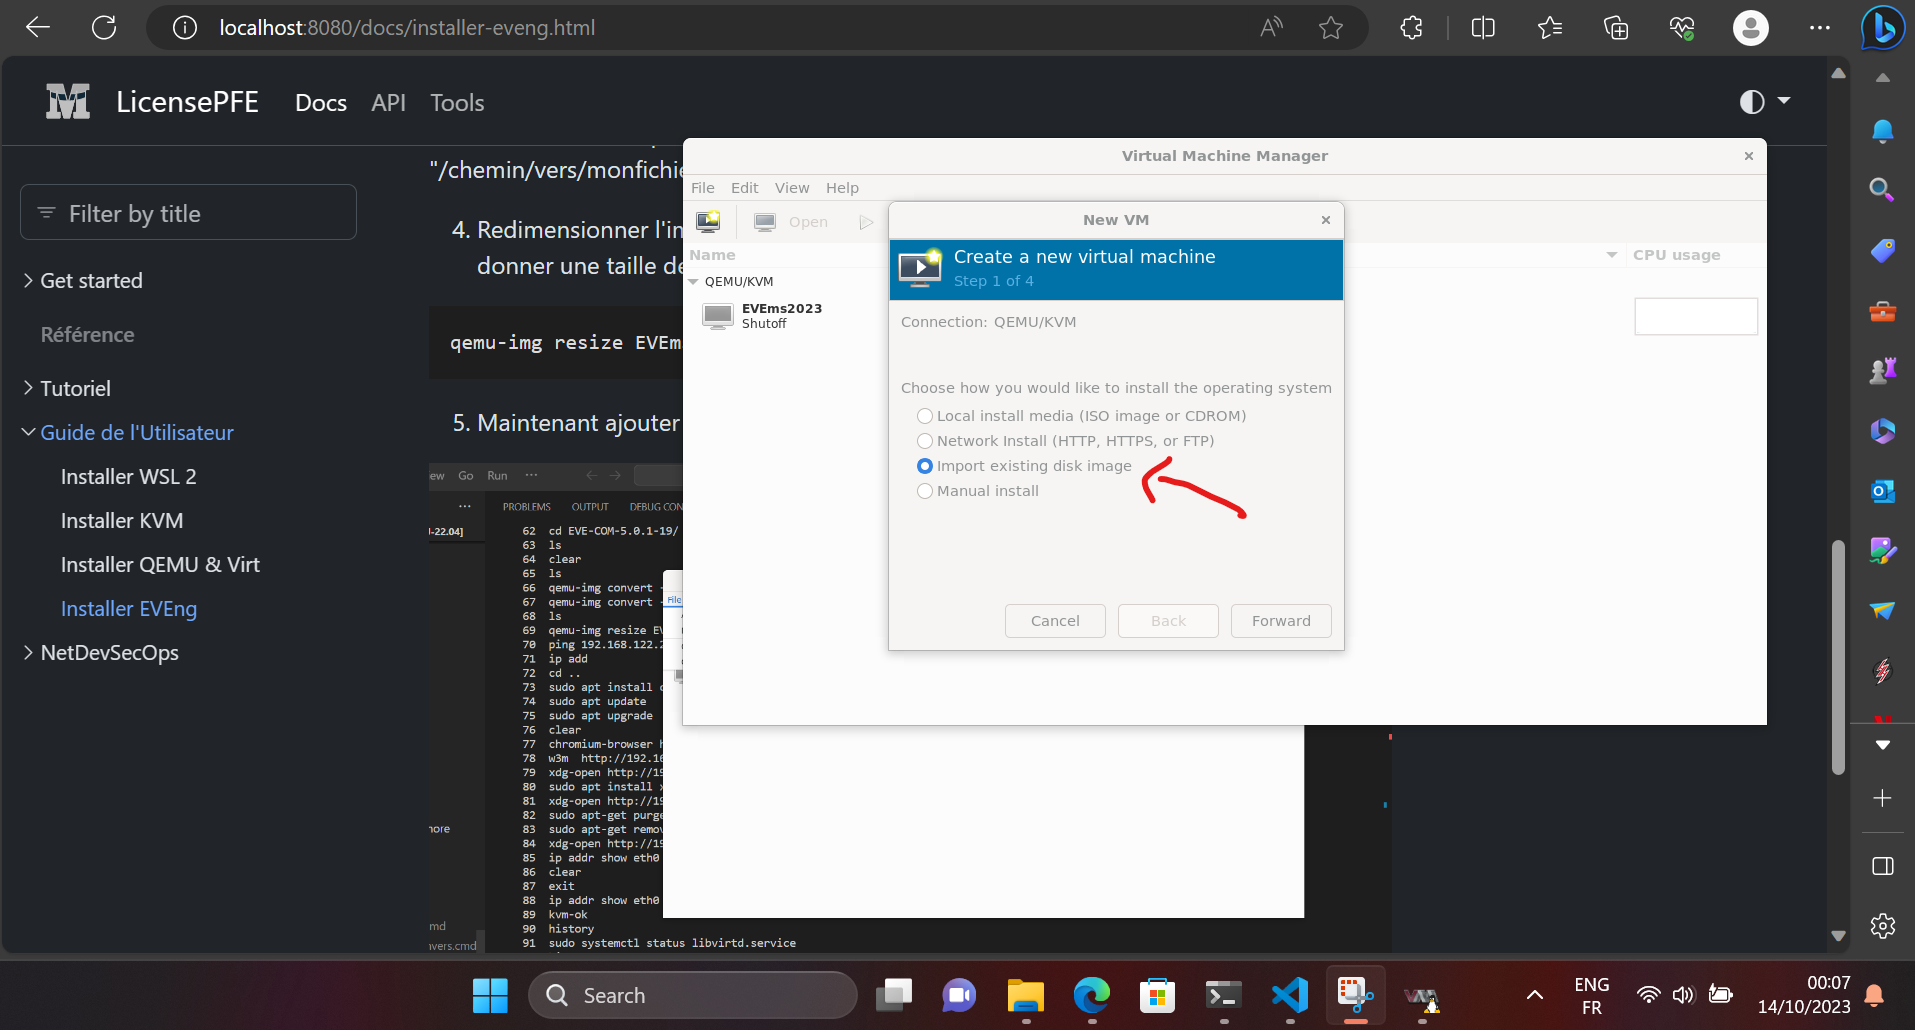 localhost:8080/docs/installer-eveng.html
LicensePFE Docs API Tools
Filter by title
Get started
Référence
Tutoriel
Guide de l'Utilisateur
Installer WSL 2
Installer KVM
Installer QEMU & Virt
Installer EVEng
NetDevSecOps
"/chemin/vers/monfichie
4. Redimensionner l'in
donner une taille de
qemu-img resize EVEm
5. Maintenant ajouter
ew Go Run ...
... PROBLEMS OUTPUT DEBUG CON
-22.04]
62 cd EVE-COM-5.0.1-19/
63 ls
64 clear
65 ls
66 qemu-img convert -
67 qemu-img convert -
68 ls
69 qemu-img resize EV
70 ping 192.168.122.2
71 ip add
72 cd ..
73 sudo apt install c
74 sudo apt update
75 sudo apt upgrade
76 clear
77 chromium-browser h
78 w3m http://192.16
79 xdg-open http://19
80 sudo apt install x
81 xdg-open http://19
82 sudo apt-get purge
83 sudo apt-get remov
84 xdg-open http://19
85 ip addr show eth0
86 clear
87 exit
88 ip addr show eth0
89 kvm-ok
90 history
91 sudo systemctl status libvirtd.service
nore
md
avers.cmd
File
Virtual Machine Manager
File Edit View Help
Open
Name CPU usage
QEMU/KVM
EVEms2023
Shutoff
New VM
Create a new virtual machine
Step 1 of 4
Connection: QEMU/KVM
Choose how you would like to install the operating system
Local install media (ISO image or CDROM)
Network Install (HTTP, HTTPS, or FTP)
Import existing disk image
Manual install
Cancel Back Forward
Search
ENG
FR
00:07
14/10/2023